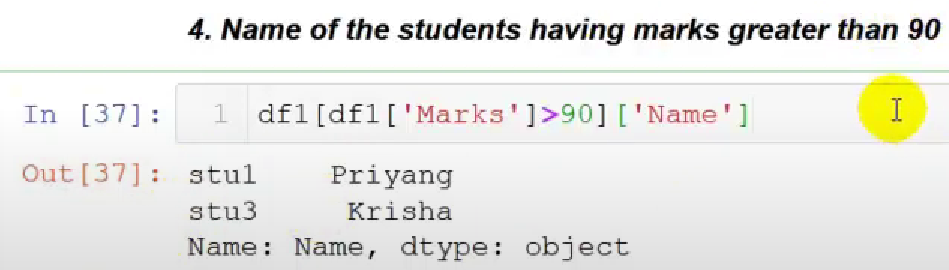 4. Name of the students having marks greater than 90
In [37]: 1 df1[df1['Marks']>90]['Name']
Out[37]: stu1 Priyang
stu3 Krisha
Name: Name, dtype: object